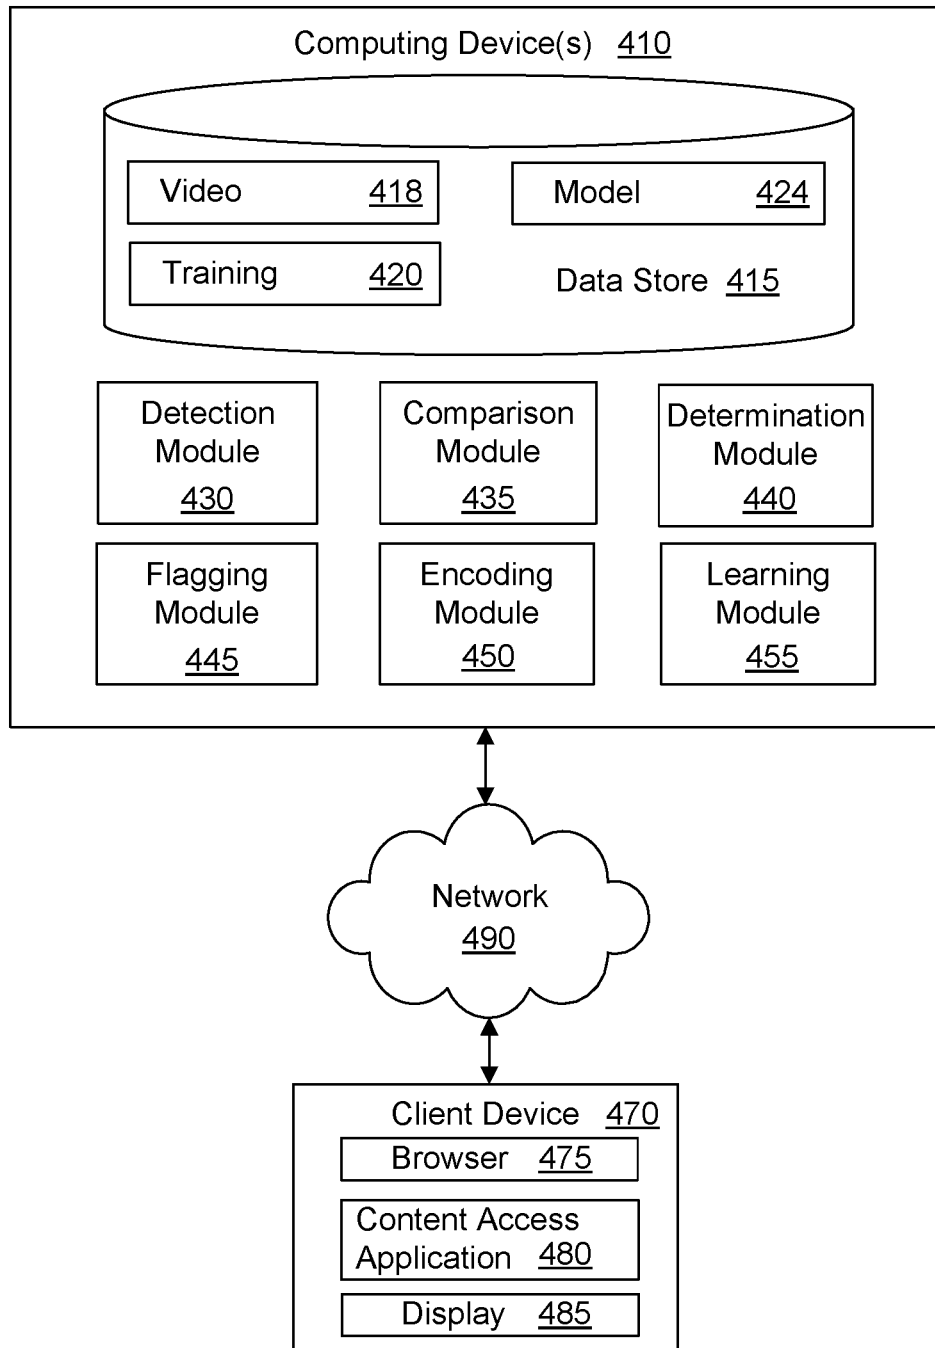 Computing Device(s) 410
Video 418
Model 424
Training 420
Data Store 415
Detection
Module
430
Comparison
Module
435
Determination
Module
440
Flagging
Module
445
Encoding
Module
450
Learning
Module
455
Network
490
Client Device 470
Browser 475
Content Access
Application 480
Display 485